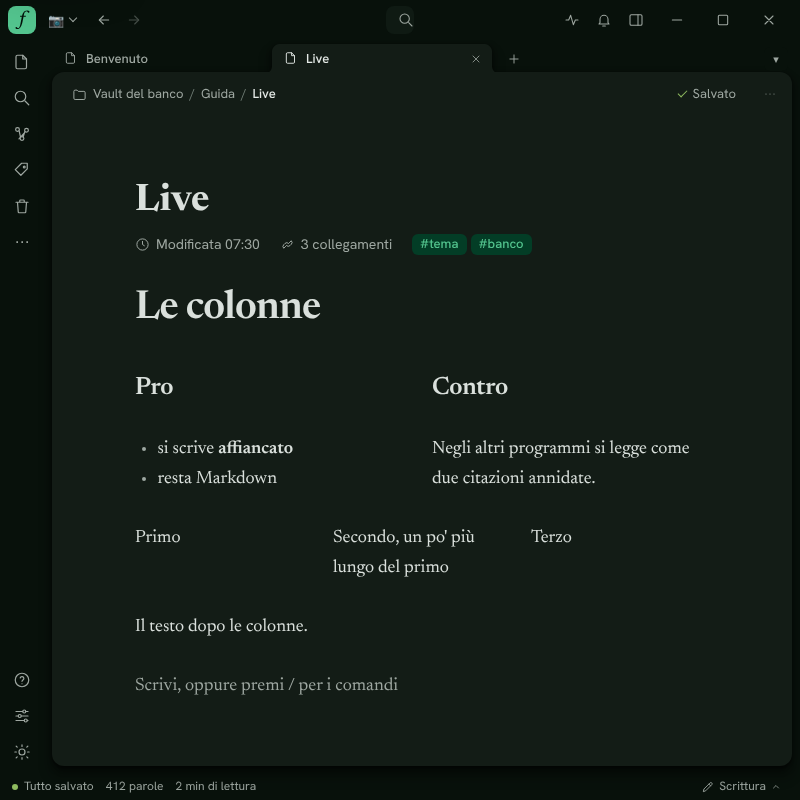 f
Benvenuto
Live
Vault del banco / Guida / Live
Salvato
Live
Modificata 07:30
3 collegamenti
#tema
#banco
Le colonne
Pro
• si scrive affiancato
• resta Markdown
Contro
Negli altri programmi si legge come
due citazioni annidate.
Primo
Secondo, un po' più
lungo del primo
Terzo
Il testo dopo le colonne.
Scrivi, oppure premi / per i comandi
Tutto salvato
412 parole
2 min di lettura
Scrittura